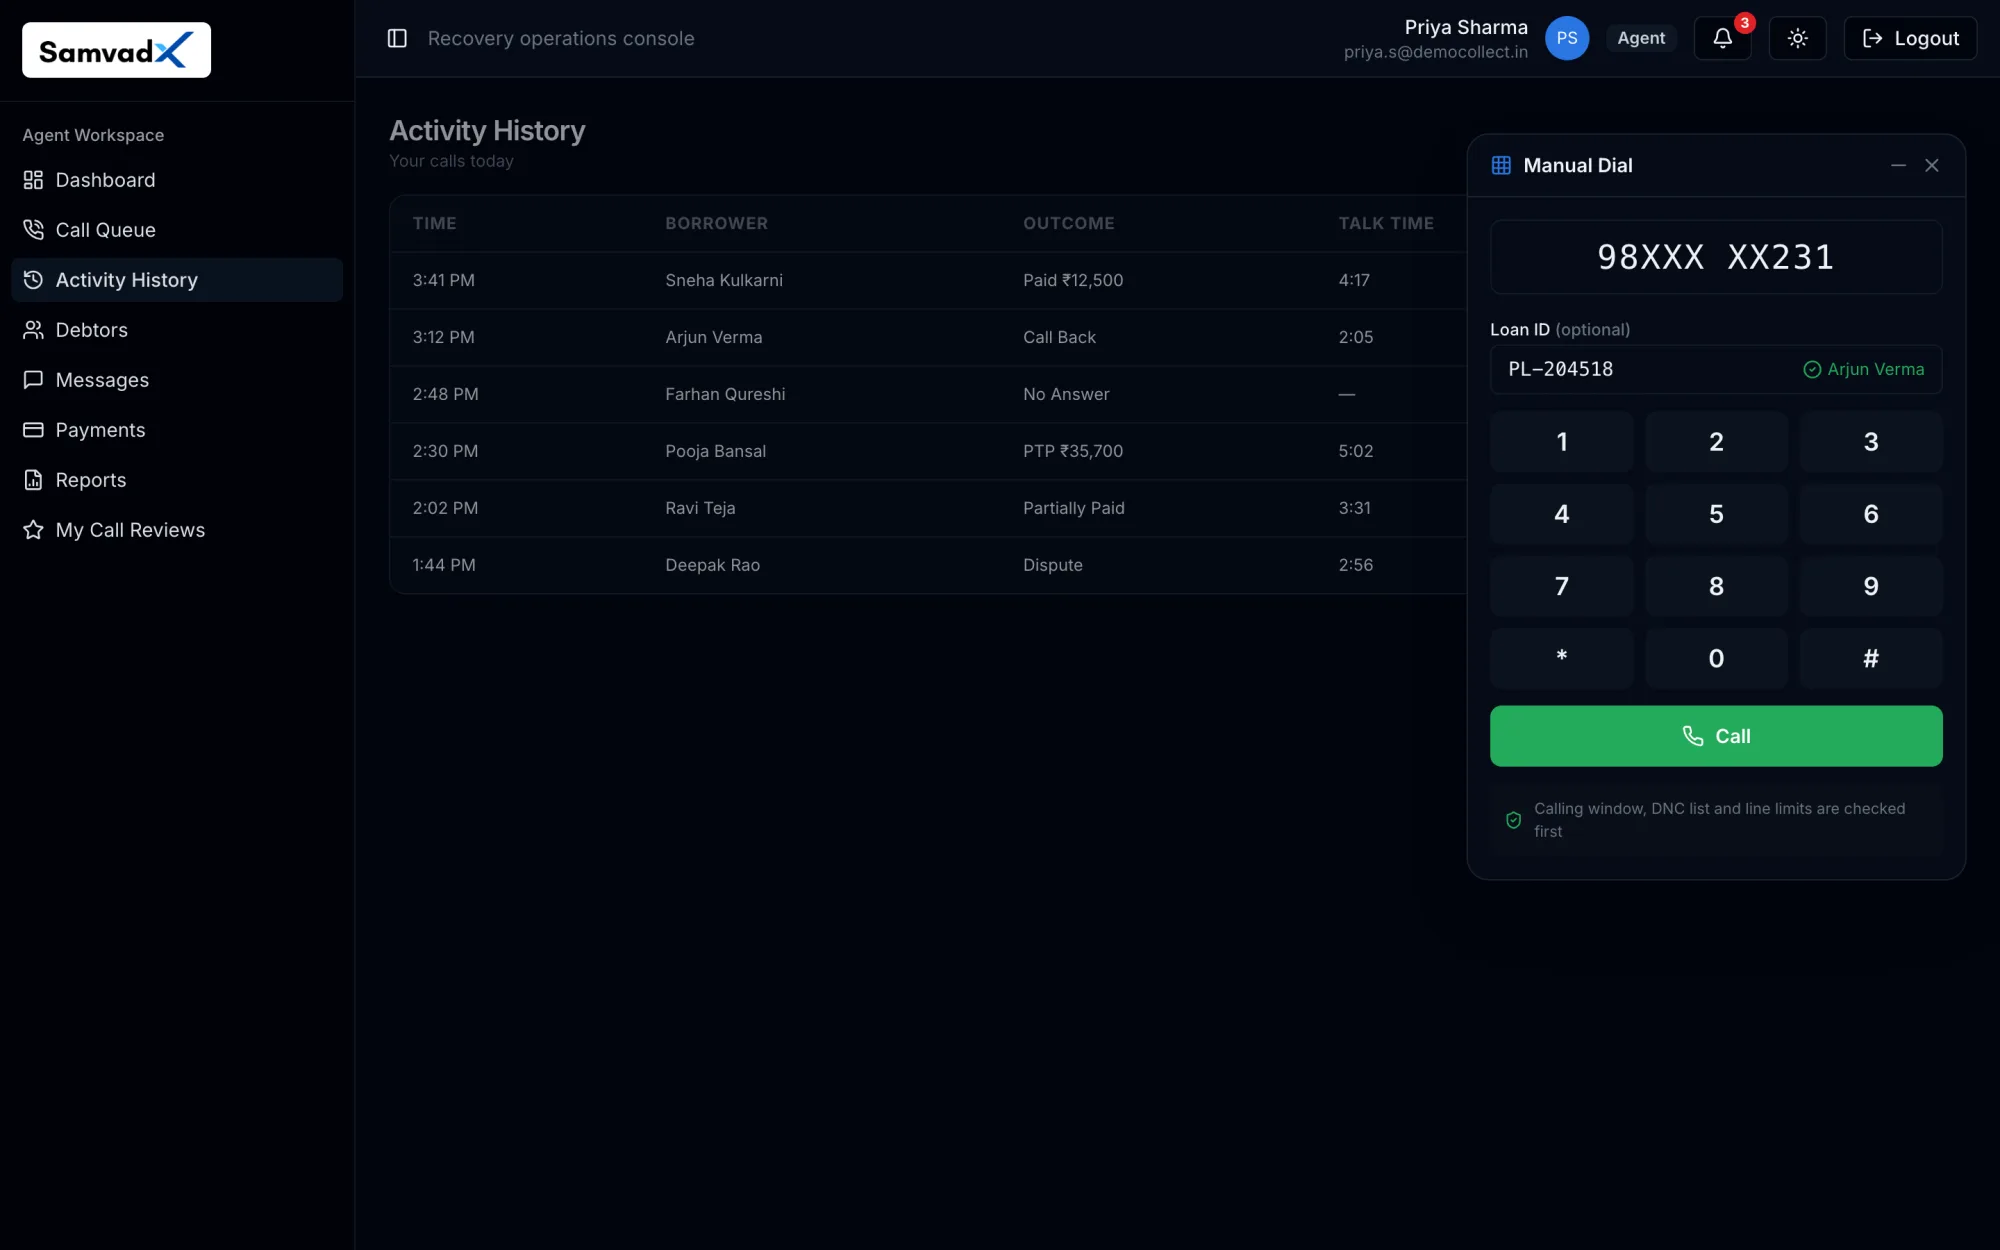 SamvadX
Recovery operations console
Priya Sharma
priya.s@democollect.in
PS
Agent
3
Logout
Agent Workspace
Dashboard
Call Queue
Activity History
Debtors
Messages
Payments
Reports
My Call Reviews
Activity History
Your calls today
TIME BORROWER OUTCOME TALK TIME
3:41 PM Sneha Kulkarni Paid ₹12,500 4:17
3:12 PM Arjun Verma Call Back 2:05
2:48 PM Farhan Qureshi No Answer —
2:30 PM Pooja Bansal PTP ₹35,700 5:02
2:02 PM Ravi Teja Partially Paid 3:31
1:44 PM Deepak Rao Dispute 2:56
Manual Dial
98XXX XX231
Loan ID (optional)
PL-204518 Arjun Verma
1 2 3
4 5 6
7 8 9
* 0 #
Call
Calling window, DNC list and line limits are checked
first